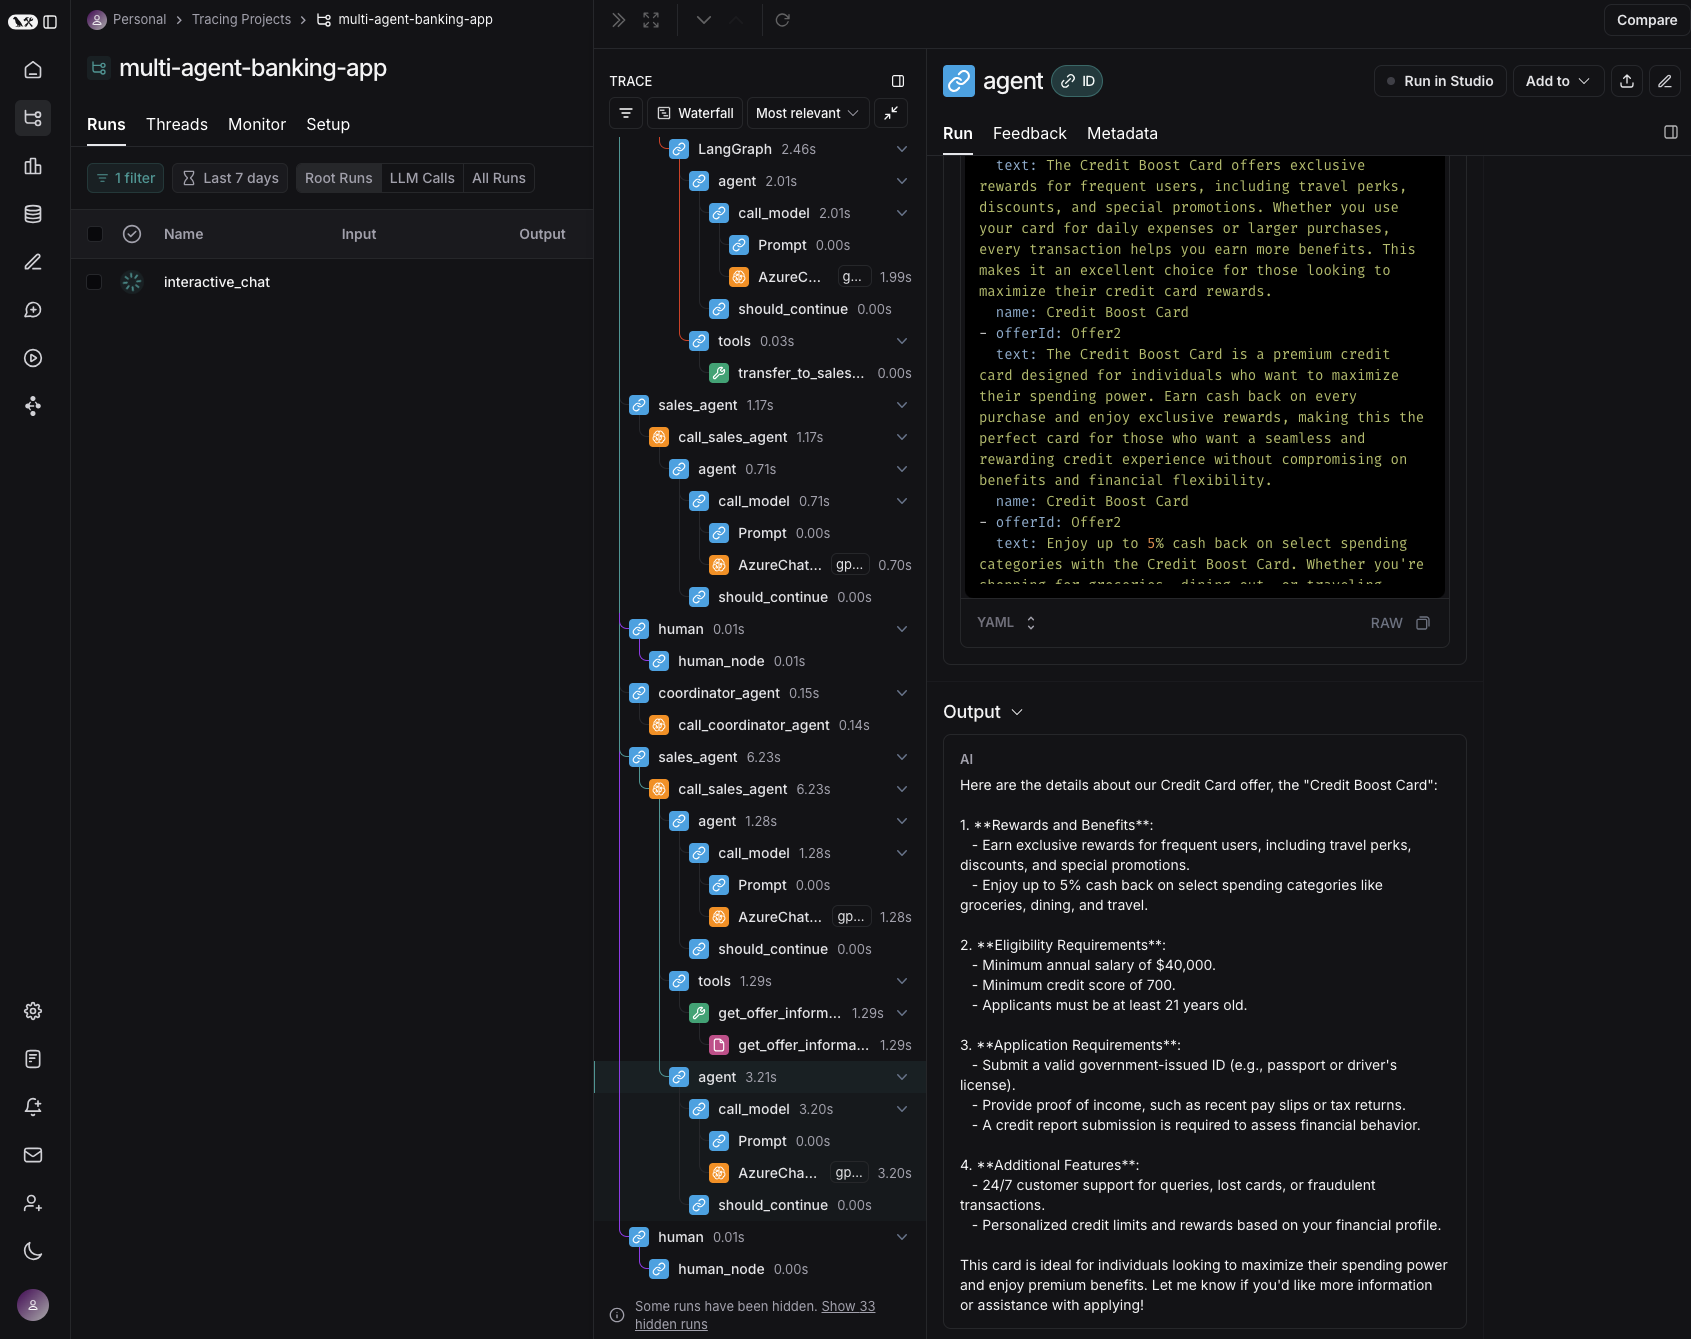 Personal > Tracing Projects > multi-agent-banking-app
multi-agent-banking-app
Runs Threads Monitor Setup
1 filter Last 7 days Root Runs LLM Calls All Runs
Name Input Output
interactive_chat
TRACE
Waterfall Most relevant
LangGraph 2.46s
agent 2.01s
call_model 2.01s
Prompt 0.00s
AzureC... g... 1.99s
should_continue 0.00s
tools 0.03s
transfer_to_sales... 0.00s
sales_agent 1.17s
call_sales_agent 1.17s
agent 0.71s
call_model 0.71s
Prompt 0.00s
AzureChat... gp... 0.70s
should_continue 0.00s
human 0.01s
human_node 0.01s
coordinator_agent 0.15s
call_coordinator_agent 0.14s
sales_agent 6.23s
call_sales_agent 6.23s
agent 1.28s
call_model 1.28s
Prompt 0.00s
AzureChat... gp... 1.28s
should_continue 0.00s
tools 1.29s
get_offer_inform... 1.29s
get_offer_informa... 1.29s
agent 3.21s
call_model 3.20s
Prompt 0.00s
AzureCha... gp... 3.20s
should_continue 0.00s
human 0.01s
human_node 0.00s
Some runs have been hidden. Show 33
hidden runs
Compare
agent ID
Run in Studio Add to
Run Feedback Metadata
text: The Credit Boost Card offers exclusive
rewards for frequent users, including travel perks,
discounts, and special promotions. Whether you use
your card for daily expenses or larger purchases,
every transaction helps you earn more benefits. This
makes it an excellent choice for those looking to
maximize their credit card rewards.
name: Credit Boost Card
- offerId: Offer2
text: The Credit Boost Card is a premium credit
card designed for individuals who want to maximize
their spending power. Earn cash back on every
purchase and enjoy exclusive rewards, making this the
perfect card for those who want a seamless and
rewarding credit experience without compromising on
benefits and financial flexibility.
name: Credit Boost Card
- offerId: Offer2
text: Enjoy up to 5% cash back on select spending
categories with the Credit Boost Card. Whether you're
shopping for groceries, dining out, or traveling,
YAML RAW
Output
AI
Here are the details about our Credit Card offer, the "Credit Boost Card":
1. **Rewards and Benefits**:
- Earn exclusive rewards for frequent users, including travel perks,
discounts, and special promotions.
- Enjoy up to 5% cash back on select spending categories like
groceries, dining, and travel.
2. **Eligibility Requirements**:
- Minimum annual salary of $40,000.
- Minimum credit score of 700.
- Applicants must be at least 21 years old.
3. **Application Requirements**:
- Submit a valid government-issued ID (e.g., passport or driver's
license).
- Provide proof of income, such as recent pay slips or tax returns.
- A credit report submission is required to assess financial behavior.
4. **Additional Features**:
- 24/7 customer support for queries, lost cards, or fraudulent
transactions.
- Personalized credit limits and rewards based on your financial profile.
This card is ideal for individuals looking to maximize their spending power
and enjoy premium benefits. Let me know if you'd like more information
or assistance with applying!